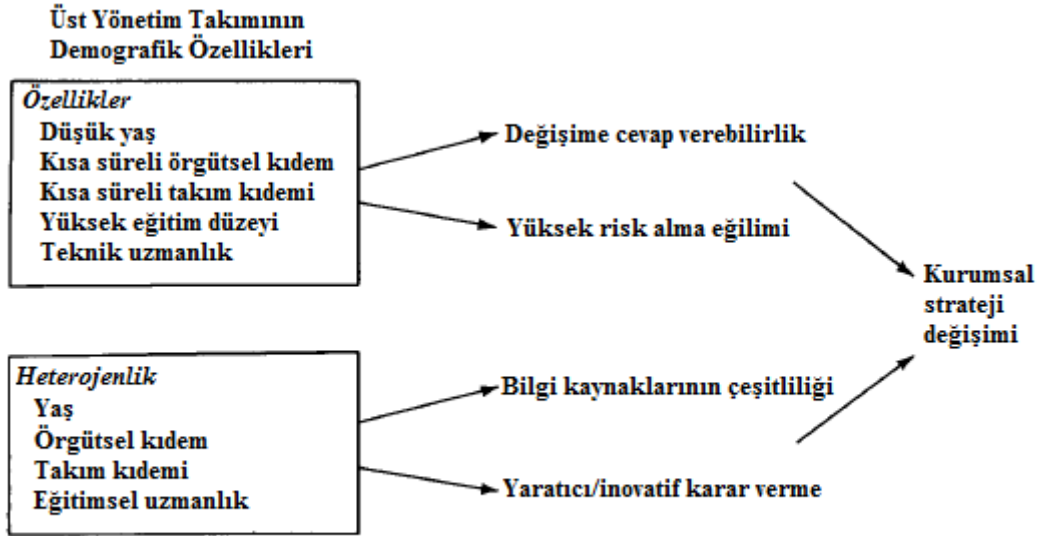 Üst Yönetim Takımının
Demografik Özellikleri
Özellikler
Düşük yaş
Kısa süreli örgütsel kıdem
Kısa süreli takım kıdemi
Yüksek eğitim düzeyi
Teknik uzmanlık
Değişime cevap verebilirlik
Yüksek risk alma eğilimi
Kurumsal
strateji
değişimi
Heterojenlik
Yaş
Örgütsel kıdem
Takım kıdemi
Eğitimsel uzmanlık
Bilgi kaynaklarının çeşitliliği
Yaratıcı/inovatif karar verme